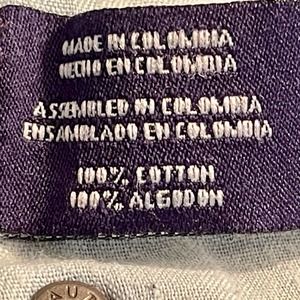 MADE IN COLOMBIA
HECHO EN COLOMBIA
ASSEMBLED IN COLOMBIA
ENSAMBLADO EN COLOMBIA
100% COTTON
100% ALGODON